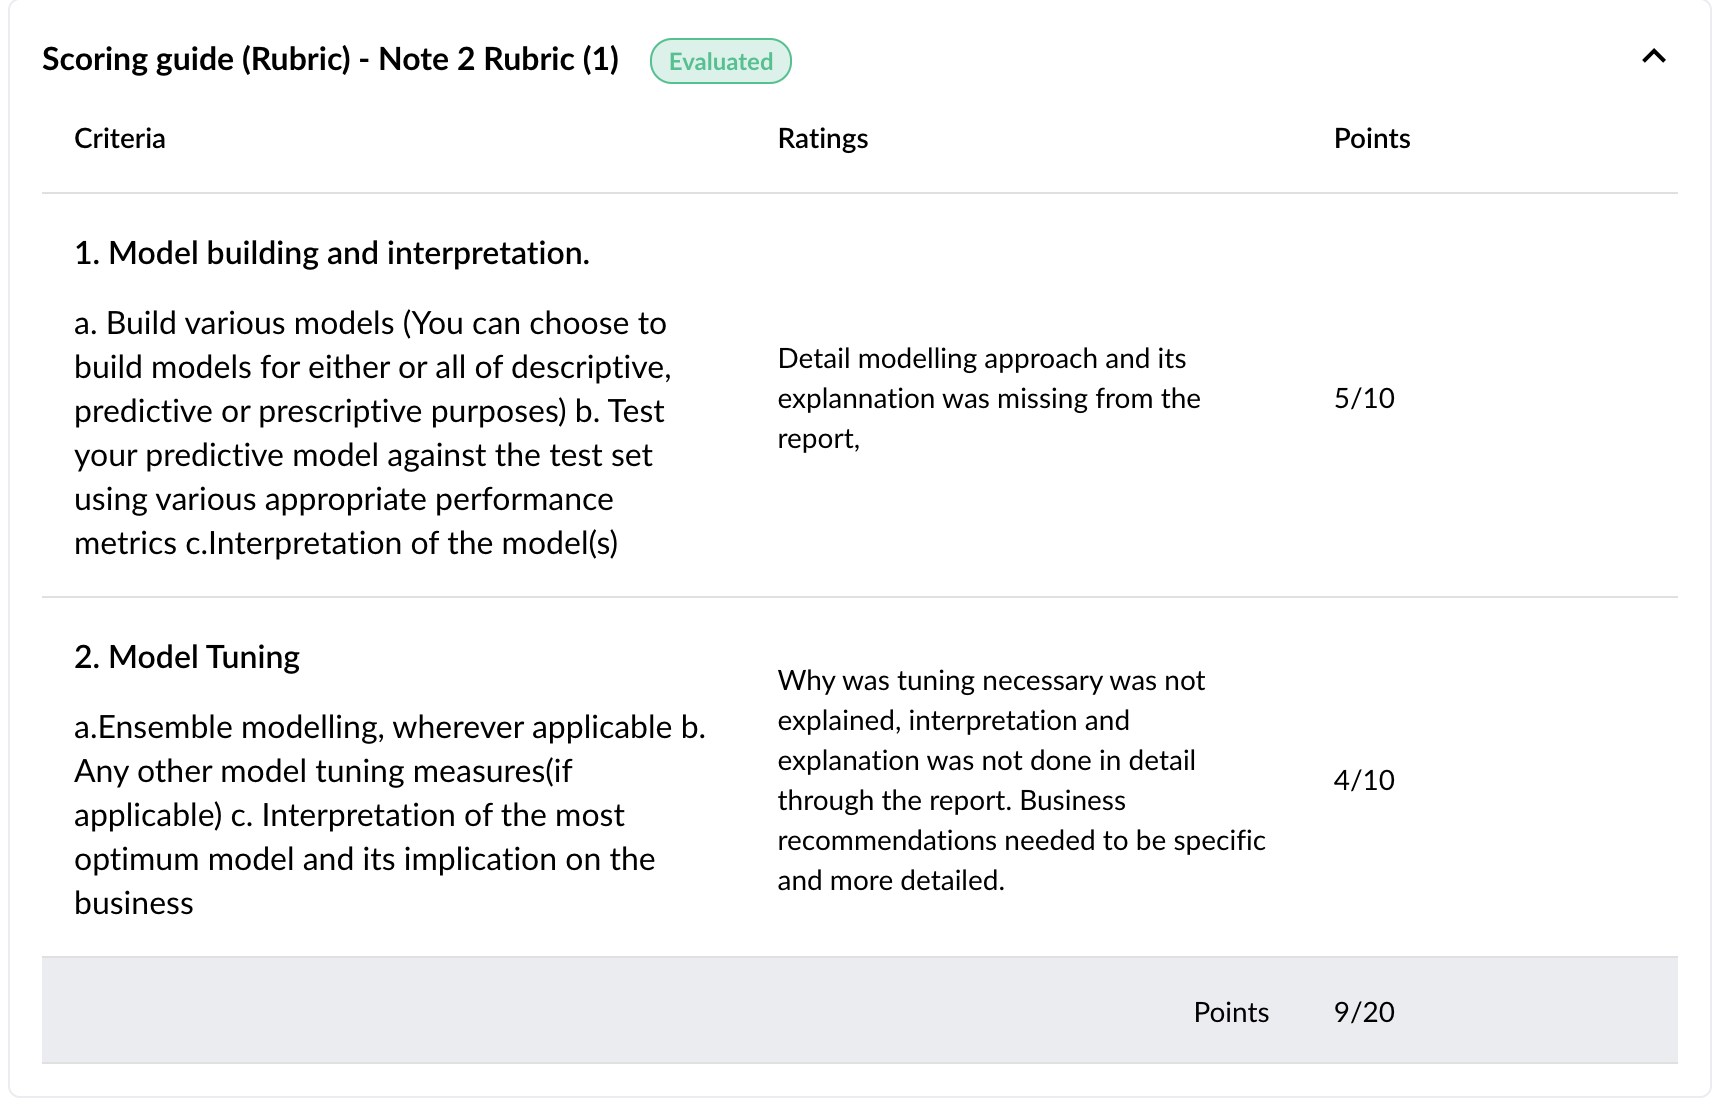 Scoring guide (Rubric) - Note 2 Rubric (1) Evaluated
Criteria Ratings Points
1. Model building and interpretation.
a. Build various models (You can choose to
build models for either or all of descriptive,
predictive or prescriptive purposes) b. Test
your predictive model against the test set
using various appropriate performance
metrics c.Interpretation of the model(s)
Detail modelling approach and its
explannation was missing from the
report,
5/10
2. Model Tuning
a.Ensemble modelling, wherever applicable b.
Any other model tuning measures(if
applicable) c. Interpretation of the most
optimum model and its implication on the
business
Why was tuning necessary was not
explained, interpretation and
explanation was not done in detail
through the report. Business
recommendations needed to be specific
and more detailed.
4/10
Points 9/20